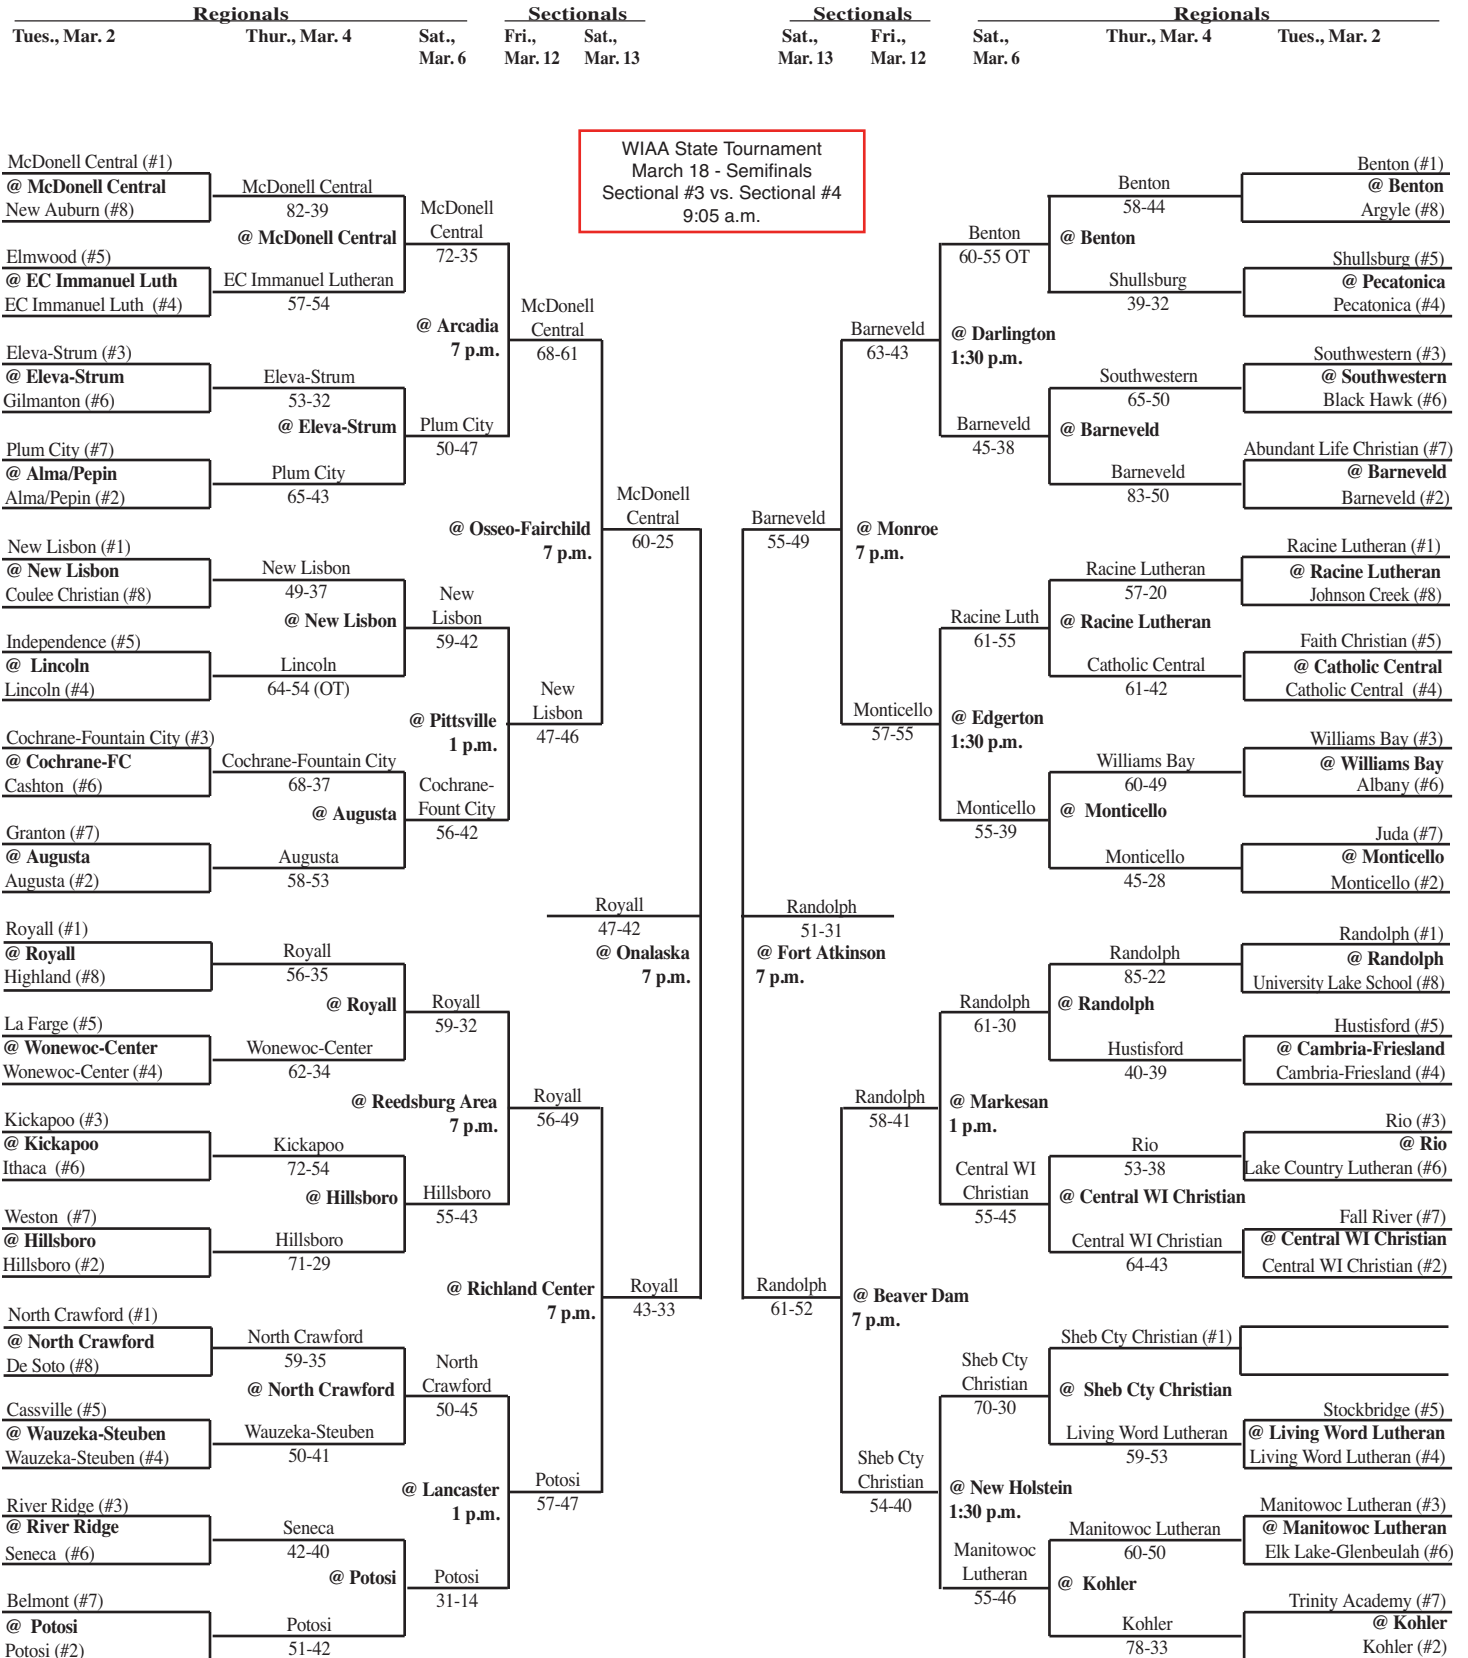 Regionals
Sectionals
Sectionals
Regionals
Tues., Mar. 2
Thur., Mar. 4
Sat.,
Mar. 6
Fri.,
Mar. 12
Sat.,
Mar. 13
Sat.,
Mar. 13
Fri.,
Mar. 12
Sat.,
Mar. 6
Thur., Mar. 4
Tues., Mar. 2
WIAA State Tournament
March 18 - Semifinals
Sectional #3 vs. Sectional #4
9:05 a.m.
McDonell Central (#1)
@ McDonell Central
New Auburn (#8)
Elmwood (#5)
@ EC Immanuel Luth
EC Immanuel Luth (#4)
Eleva-Strum (#3)
@ Eleva-Strum
Gilmanton (#6)
Plum City (#7)
@ Alma/Pepin
Alma/Pepin (#2)
New Lisbon (#1)
@ New Lisbon
Coulee Christian (#8)
Independence (#5)
@ Lincoln
Lincoln (#4)
Cochrane-Fountain City (#3)
@ Cochrane-FC
Cashton (#6)
Granton (#7)
@ Augusta
Augusta (#2)
Royall (#1)
@ Royall
Highland (#8)
La Farge (#5)
@ Wonewoc-Center
Wonewoc-Center (#4)
Kickapoo (#3)
@ Kickapoo
Ithaca (#6)
Weston (#7)
@ Hillsboro
Hillsboro (#2)
North Crawford (#1)
@ North Crawford
De Soto (#8)
Cassville (#5)
@ Wauzeka-Steuben
Wauzeka-Steuben (#4)
River Ridge (#3)
@ River Ridge
Seneca (#6)
Belmont (#7)
@ Potosi
Potosi (#2)
McDonell Central
82-39
@ McDonell Central
EC Immanuel Lutheran
57-54
Eleva-Strum
53-32
@ Eleva-Strum
Plum City
65-43
New Lisbon
49-37
@ New Lisbon
Lincoln
64-54 (OT)
Cochrane-Fountain City
68-37
@ Augusta
Augusta
58-53
Royall
56-35
@ Royall
Wonewoc-Center
62-34
Kickapoo
72-54
@ Hillsboro
Hillsboro
71-29
North Crawford
59-35
@ North Crawford
Wauzeka-Steuben
50-41
Seneca
42-40
@ Potosi
Potosi
51-42
McDonell
Central
72-35
@ Arcadia
7 p.m.
Plum City
50-47
New
Lisbon
59-42
@ Pittsville
1 p.m.
Cochrane-
Fount City
56-42
Royall
59-32
@ Reedsburg Area
7 p.m.
Hillsboro
55-43
North
Crawford
50-45
@ Lancaster
1 p.m.
Potosi
31-14
McDonell
Central
68-61
@ Osseo-Fairchild
7 p.m.
New
Lisbon
47-46
Royall
56-49
@ Richland Center
7 p.m.
Potosi
57-47
McDonell
Central
60-25
Royall
47-42
@ Onalaska
7 p.m.
Royall
43-33
Barneveld
55-49
Randolph
51-31
@ Fort Atkinson
7 p.m.
Randolph
61-52
Barneveld
63-43
@ Monroe
7 p.m.
Monticello
57-55
Randolph
58-41
@ Beaver Dam
7 p.m.
Sheb Cty
Christian
54-40
Benton
60-55 OT
@ Darlington
1:30 p.m.
Barneveld
45-38
Racine Luth
61-55
@ Edgerton
1:30 p.m.
Monticello
55-39
Randolph
61-30
@ Markesan
1 p.m.
Central WI
Christian
55-45
Sheb Cty
Christian
70-30
@ New Holstein
1:30 p.m.
Manitowoc
Lutheran
55-46
Benton
58-44
@ Benton
Shullsburg
39-32
Southwestern
65-50
@ Barneveld
Barneveld
83-50
Racine Lutheran
57-20
@ Racine Lutheran
Catholic Central
61-42
Williams Bay
60-49
@ Monticello
Monticello
45-28
Randolph
85-22
@ Randolph
Hustisford
40-39
Rio
53-38
@ Central WI Christian
Central WI Christian
64-43
Sheb Cty Christian (#1)
@ Sheb Cty Christian
Living Word Lutheran
59-53
Manitowoc Lutheran
60-50
@ Kohler
Kohler
78-33
Benton (#1)
@ Benton
Argyle (#8)
Shullsburg (#5)
@ Pecatonica
Pecatonica (#4)
Southwestern (#3)
@ Southwestern
Black Hawk (#6)
Abundant Life Christian (#7)
@ Barneveld
Barneveld (#2)
Racine Lutheran (#1)
@ Racine Lutheran
Johnson Creek (#8)
Faith Christian (#5)
@ Catholic Central
Catholic Central (#4)
Williams Bay (#3)
@ Williams Bay
Albany (#6)
Juda (#7)
@ Monticello
Monticello (#2)
Randolph (#1)
@ Randolph
University Lake School (#8)
Hustisford (#5)
@ Cambria-Friesland
Cambria-Friesland (#4)
Rio (#3)
@ Rio
Lake Country Lutheran (#6)
Fall River (#7)
@ Central WI Christian
Central WI Christian (#2)
Stockbridge (#5)
@ Living Word Lutheran
Living Word Lutheran (#4)
Manitowoc Lutheran (#3)
@ Manitowoc Lutheran
Elk Lake-Glenbeulah (#6)
Trinity Academy (#7)
@ Kohler
Kohler (#2)